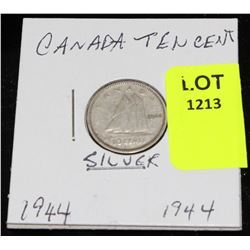 CANADA TEN CENT
LOT
1213
SILVER
1944 1944